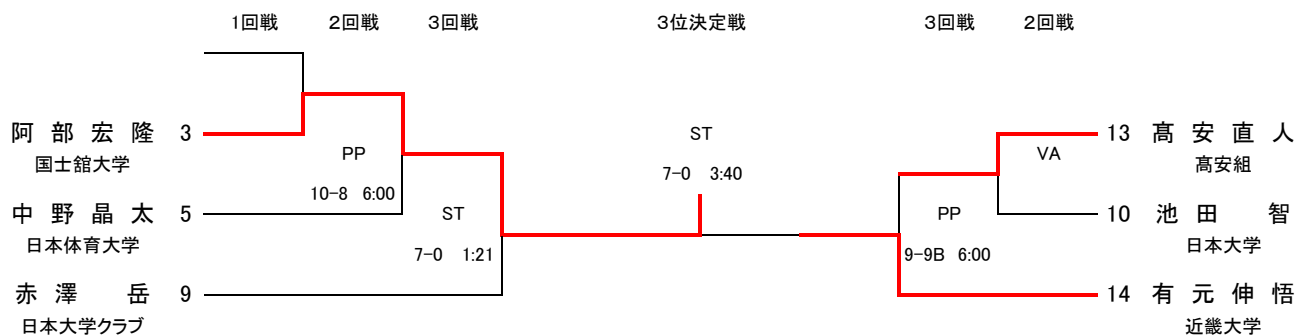 1回戦 2回戦 3回戦 3位決定戦 3回戦 2回戦
阿部宏隆 3
国士舘大学
中野晶太 5
日本体育大学
赤澤 岳 9
日本大学クラブ
PP
10-8 6:00
ST
7-0 1:21
ST
7-0 3:40
VA
PP
9-9B 6:00
13 髙安直人
髙安組
10 池田 智
日本大学
14 有元伸悟
近畿大学